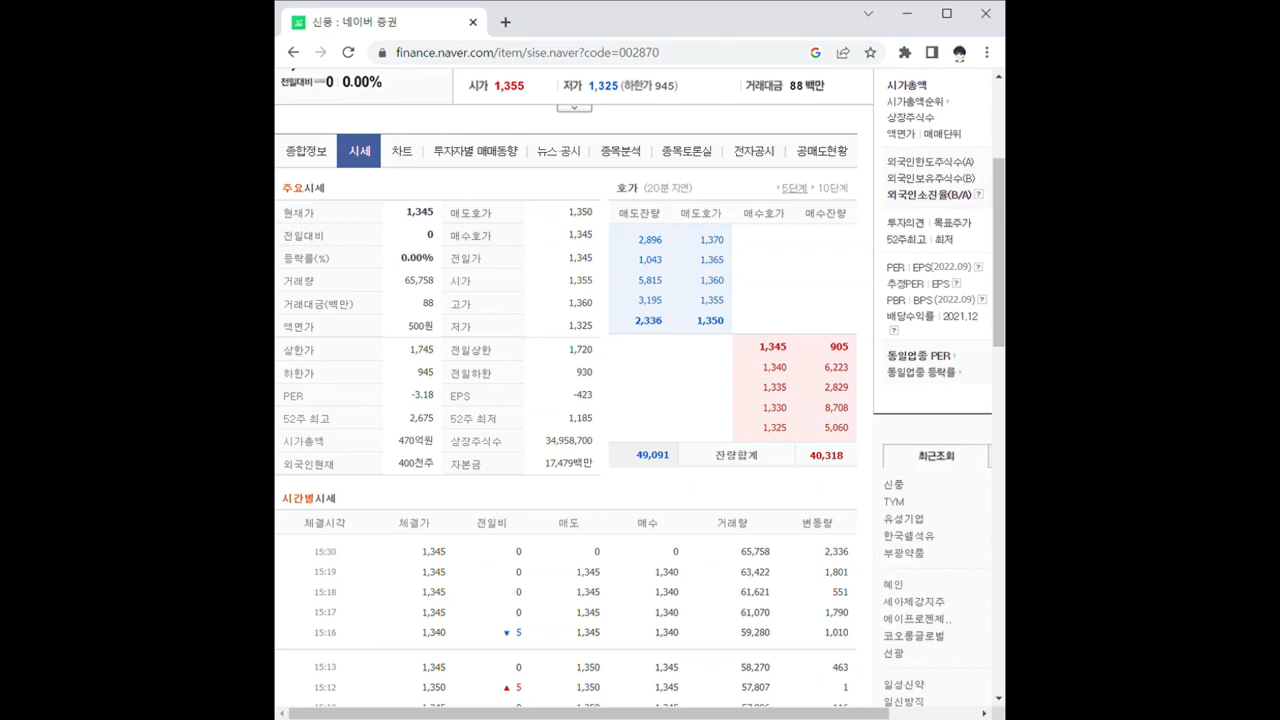 신풍 : 네이버 증권
finance.naver.com/item/sise.naver?code=002870
전일대비 0 0.00% 시가 1,355 저가 1,325 (하한가 945) 거래대금 88 백만
종합정보 시세 차트 투자자별 매매동향 뉴스·공시 종목분석 종목토론실 전자공시 공매도현황
주요시세
현재가 1,345 매도호가 1,350
전일대비 0 매수호가 1,345
등락률(%) 0.00% 전일가 1,345
거래량 65,758 시가 1,355
거래대금(백만) 88 고가 1,360
액면가 500원 저가 1,325
상한가 1,745 전일상한 1,720
하한가 945 전일하한 930
PER -3.18 EPS -423
52주 최고 2,675 52주 최저 1,185
시가총액 470억원 상장주식수 34,958,700
외국인현재 400천주 자본금 17,479백만
호가 (20분 지연) 5단계 10단계
매도잔량 매도호가 매수호가 매수잔량
2,896 1,370
1,043 1,365
5,815 1,360
3,195 1,355
2,336 1,350
1,345 905
1,340 6,223
1,335 2,829
1,330 8,708
1,325 5,060
49,091 잔량합계 40,318
시간별시세
체결시각 체결가 전일비 매도 매수 거래량 변동량
15:30 1,345 0 0 0 65,758 2,336
15:19 1,345 0 1,345 1,340 63,422 1,801
15:18 1,345 0 1,345 1,340 61,621 551
15:17 1,345 0 1,345 1,340 61,070 1,790
15:16 1,340 ▼ 5 1,345 1,340 59,280 1,010
15:13 1,345 0 1,350 1,345 58,270 463
15:12 1,350 ▲ 5 1,350 1,345 57,807 1
시가총액
시가총액순위
상장주식수
액면가 매매단위
외국인한도주식수(A)
외국인보유주식수(B)
외국인소진율(B/A) ?
투자의견 목표주가
52주최고 최저
PER EPS(2022.09) ?
추정PER EPS ?
PBR BPS (2022.09) ?
배당수익률 2021.12
?
동일업종 PER
동일업종 등락률
최근조회
신풍
TYM
유성기업
한국쉘석유
부광약품
혜인
세아제강지주
에이프로젠제..
코오롱글로벌
선광
일성신약
일신방직